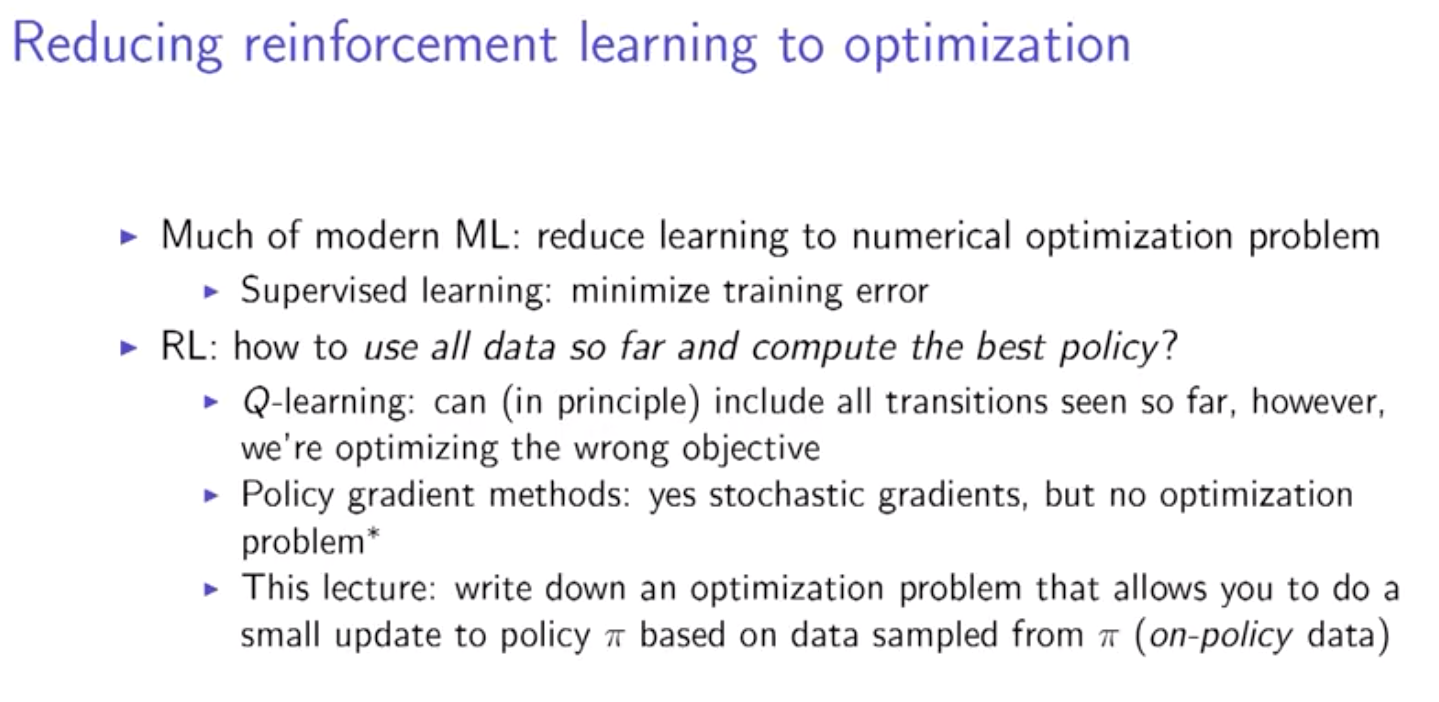 Reducing reinforcement learning to optimization
▶ Much of modern ML: reduce learning to numerical optimization problem
▶ Supervised learning: minimize training error
▶ RL: how to use all data so far and compute the best policy?
▶ Q-learning: can (in principle) include all transitions seen so far, however,
we're optimizing the wrong objective
▶ Policy gradient methods: yes stochastic gradients, but no optimization
problem*
▶ This lecture: write down an optimization problem that allows you to do a
small update to policy π based on data sampled from π (on-policy data)